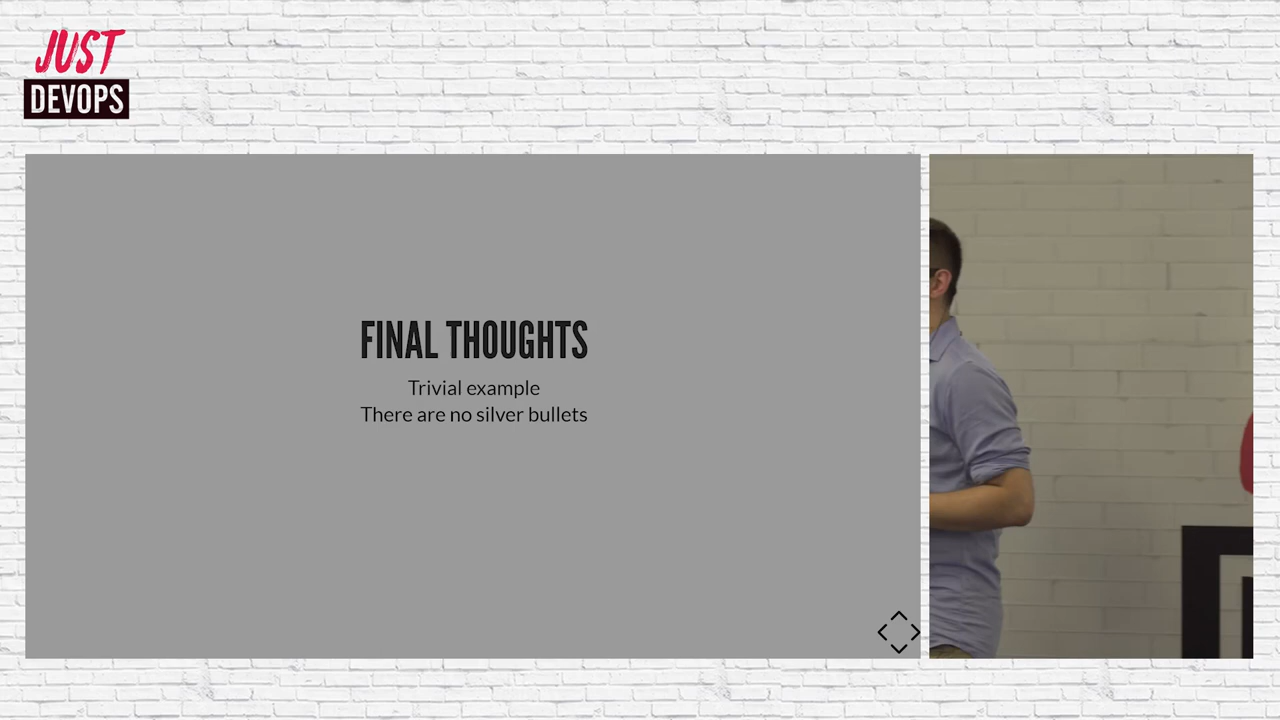 JUST
DEVOPS
FINAL THOUGHTS
Trivial example
There are no silver bullets